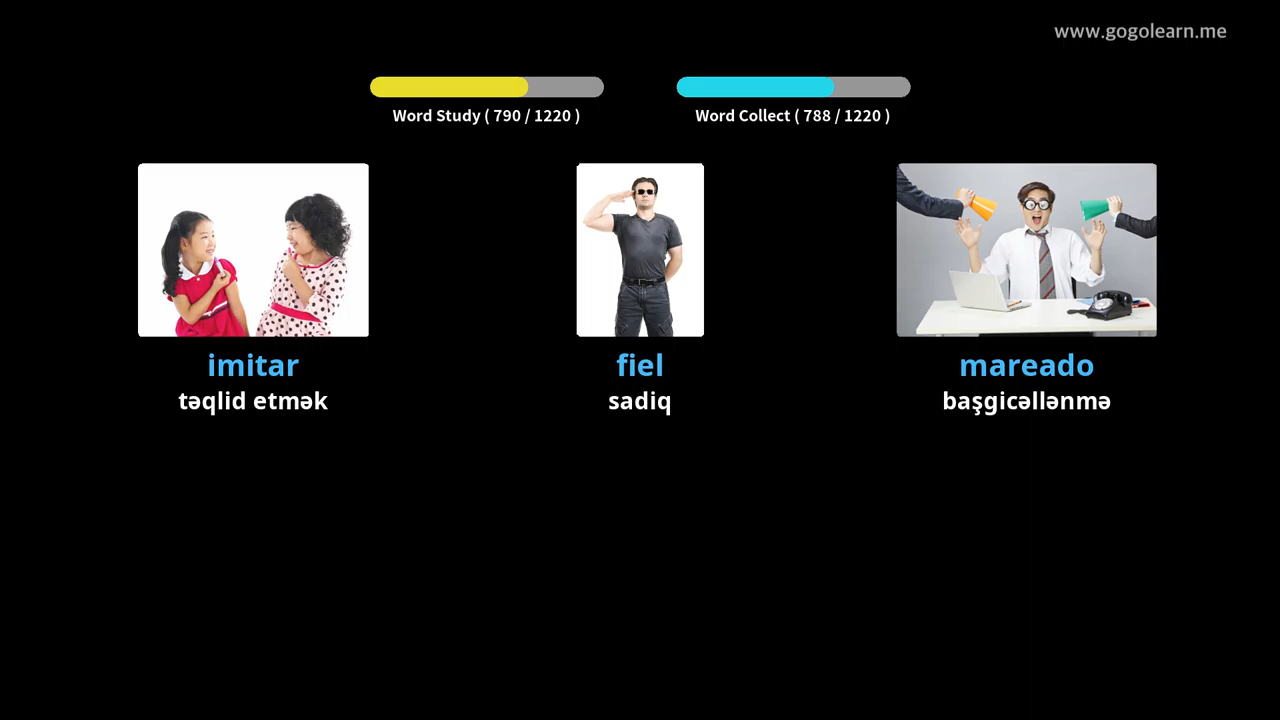 www.gogolearn.me
Word Study ( 790 / 1220 )
Word Collect ( 788 / 1220 )
imitar
təqlid etmək
fiel
sadiq
mareado
başgicəllənmə